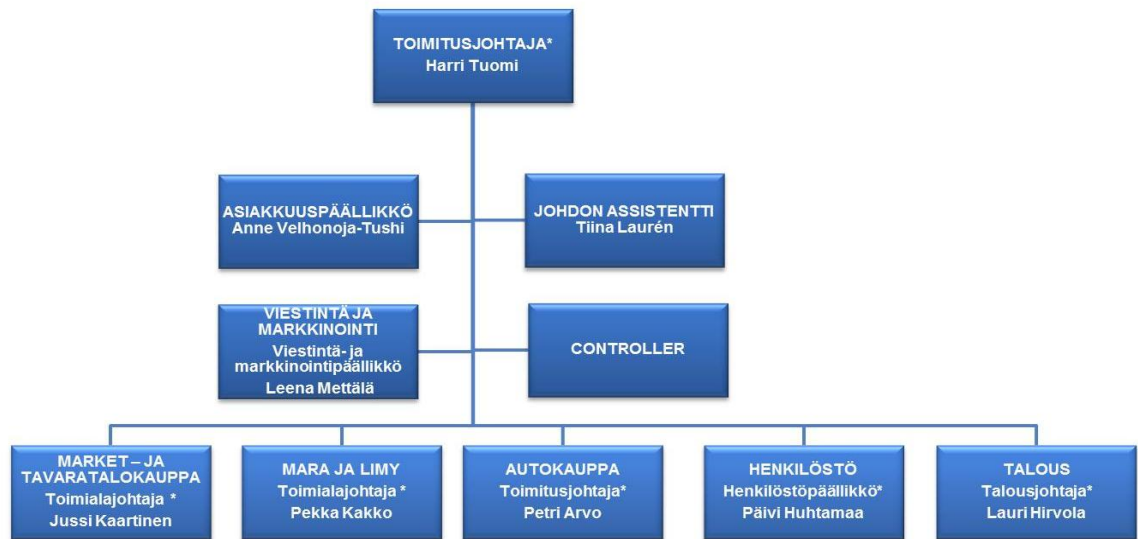 TOIMITUSJOHTAJA*
Harri Tuomi
ASIAKKUUSPÄÄLLIKKÖ
Anne Velhonoja-Tushi
JOHDON ASSISTENTTI
Tiina Laurén
VIESTINTÄ JA
MARKKINOINTI
Viestintä- ja
markkinointipäällikkö
Leena Mettälä
CONTROLLER
MARKET – JA
TAVARATALOKAUPPA
Toimialajohtaja *
Jussi Kaartinen
MARA JA LIMY
Toimialajohtaja *
Pekka Kakko
AUTOKAUPPA
Toimitusjohtaja*
Petri Arvo
HENKILÖSTÖ
Henkilöstöpäällikkö*
Päivi Huhtamaa
TALOUS
Talousjohtaja*
Lauri Hirvola